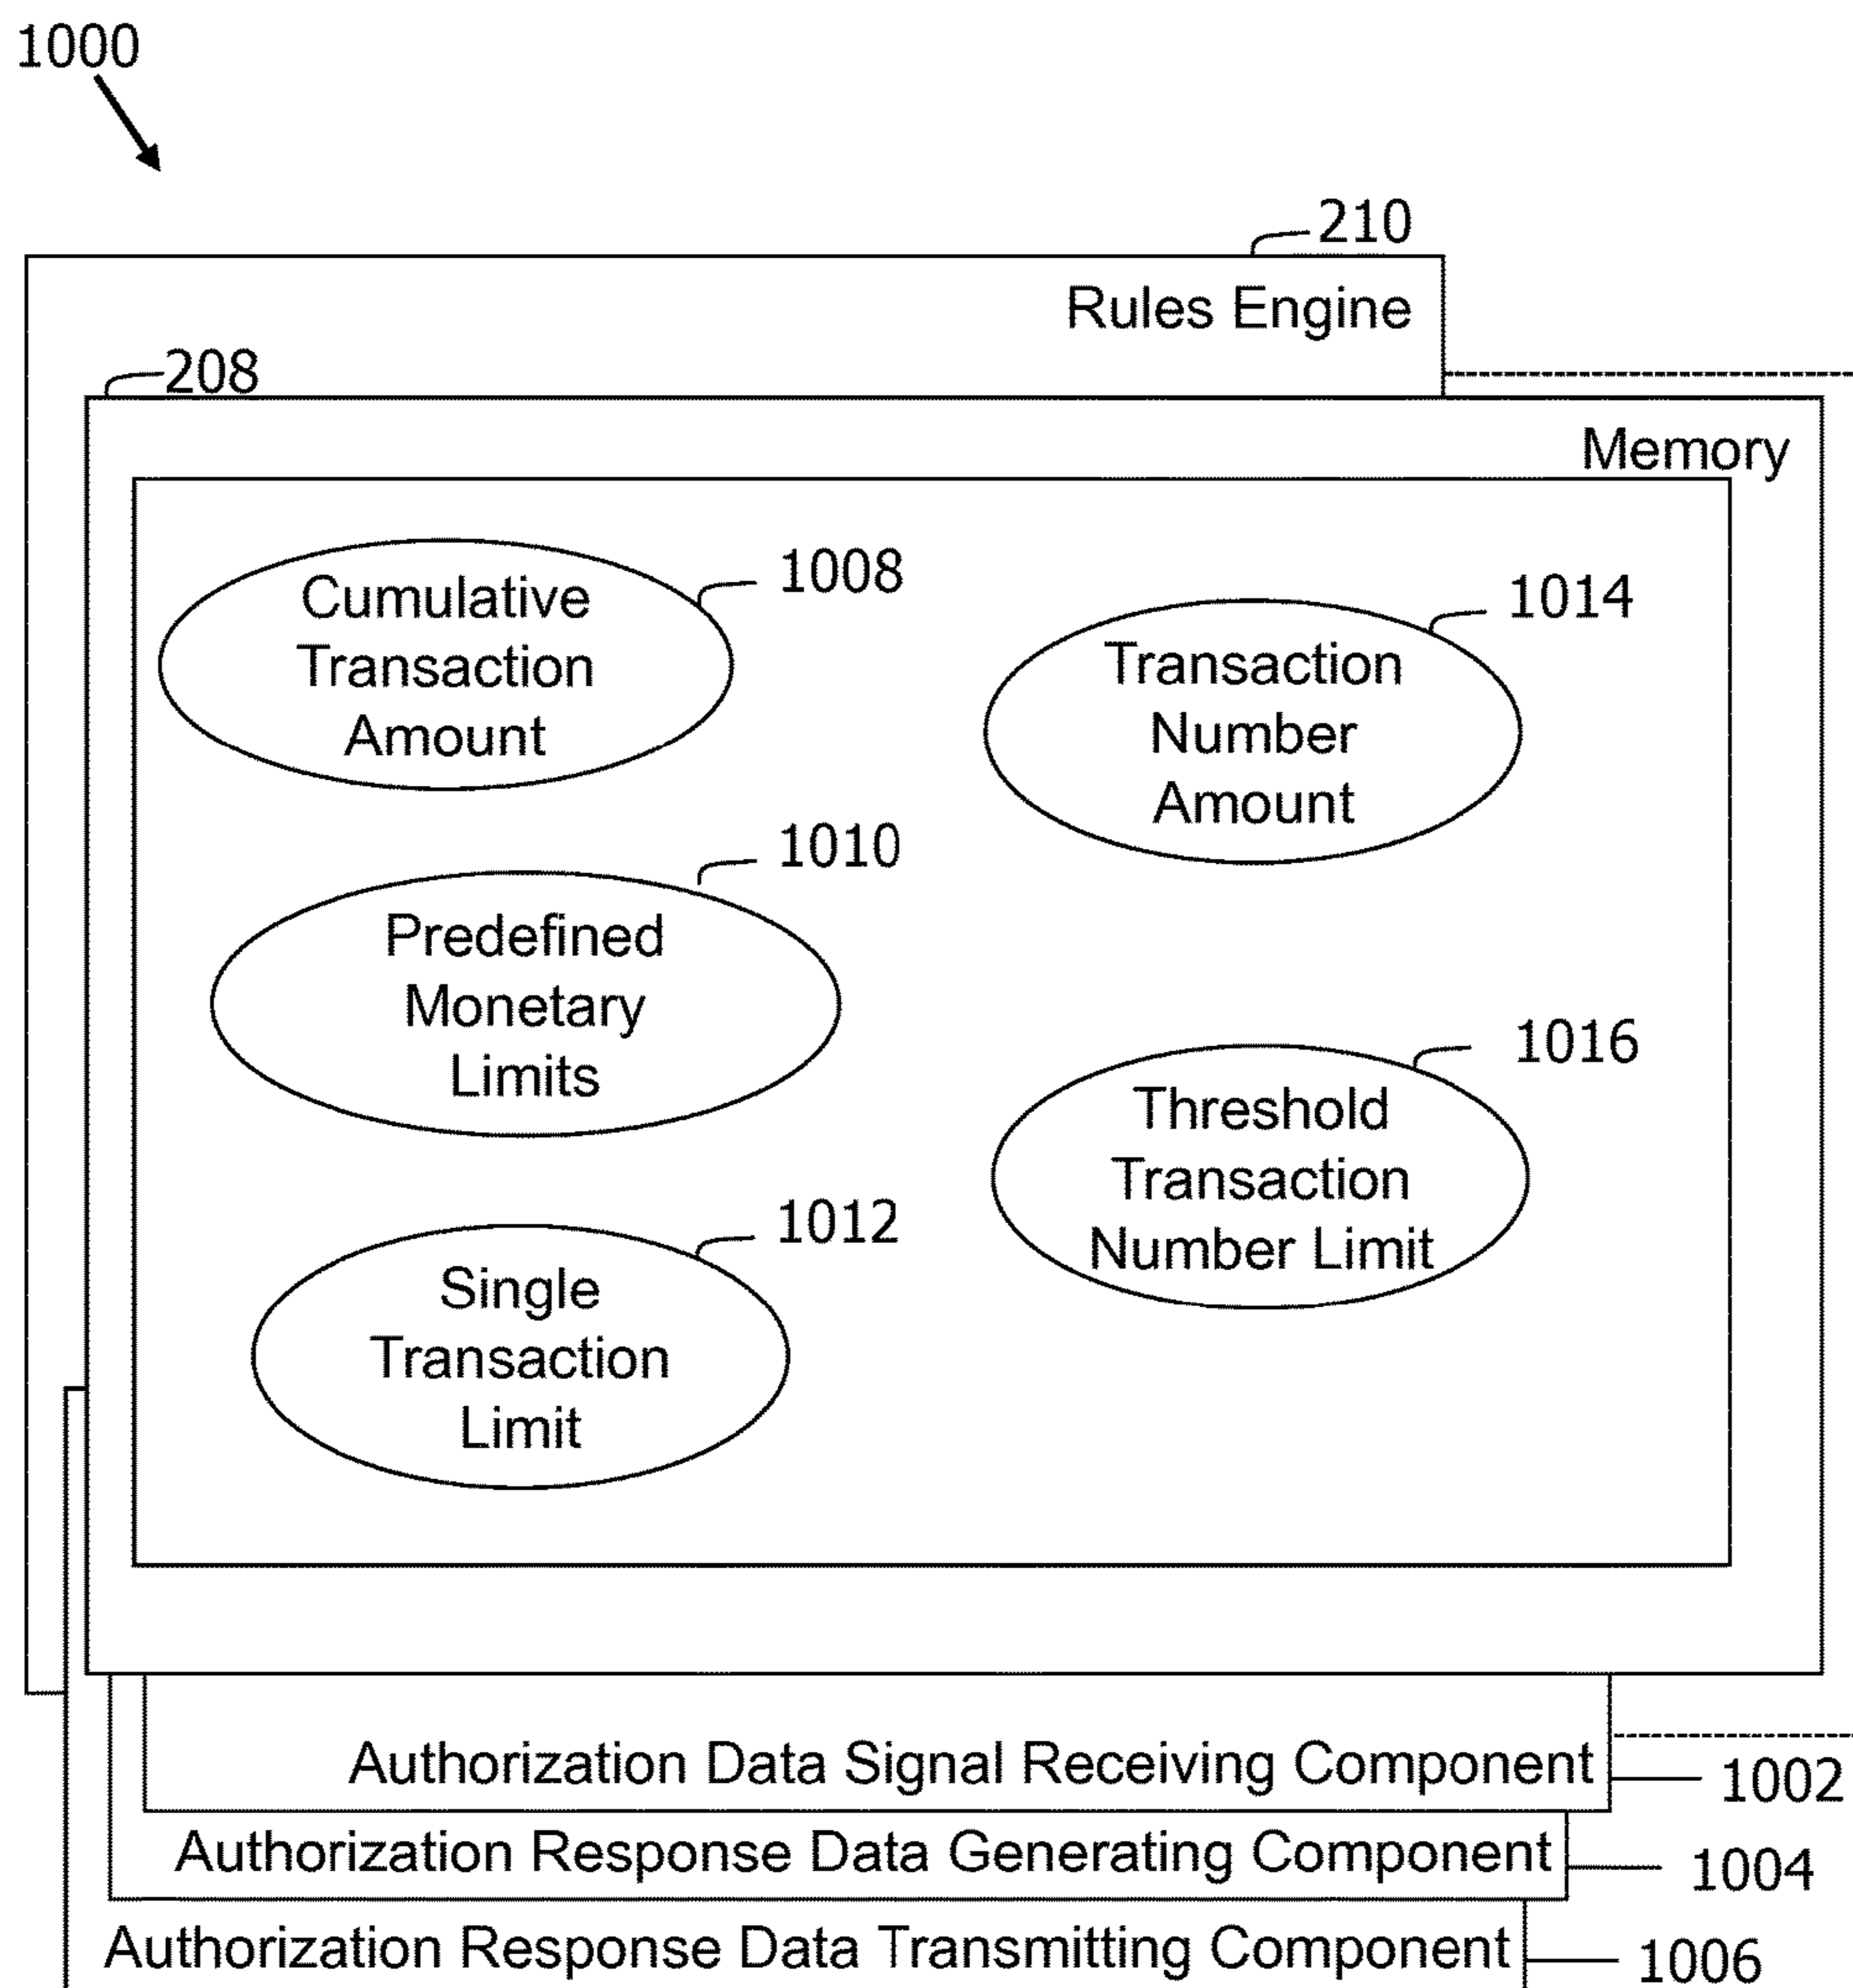 1000
210
Rules Engine
208
Memory
Cumulative
Transaction
Amount
1008
Transaction
Number
Amount
1014
Predefined
Monetary
Limits
1010
Threshold
Transaction
Number Limit
1016
Single
Transaction
Limit
1012
Authorization Data Signal Receiving Component
1002
Authorization Response Data Generating Component
1004
Authorization Response Data Transmitting Component
1006